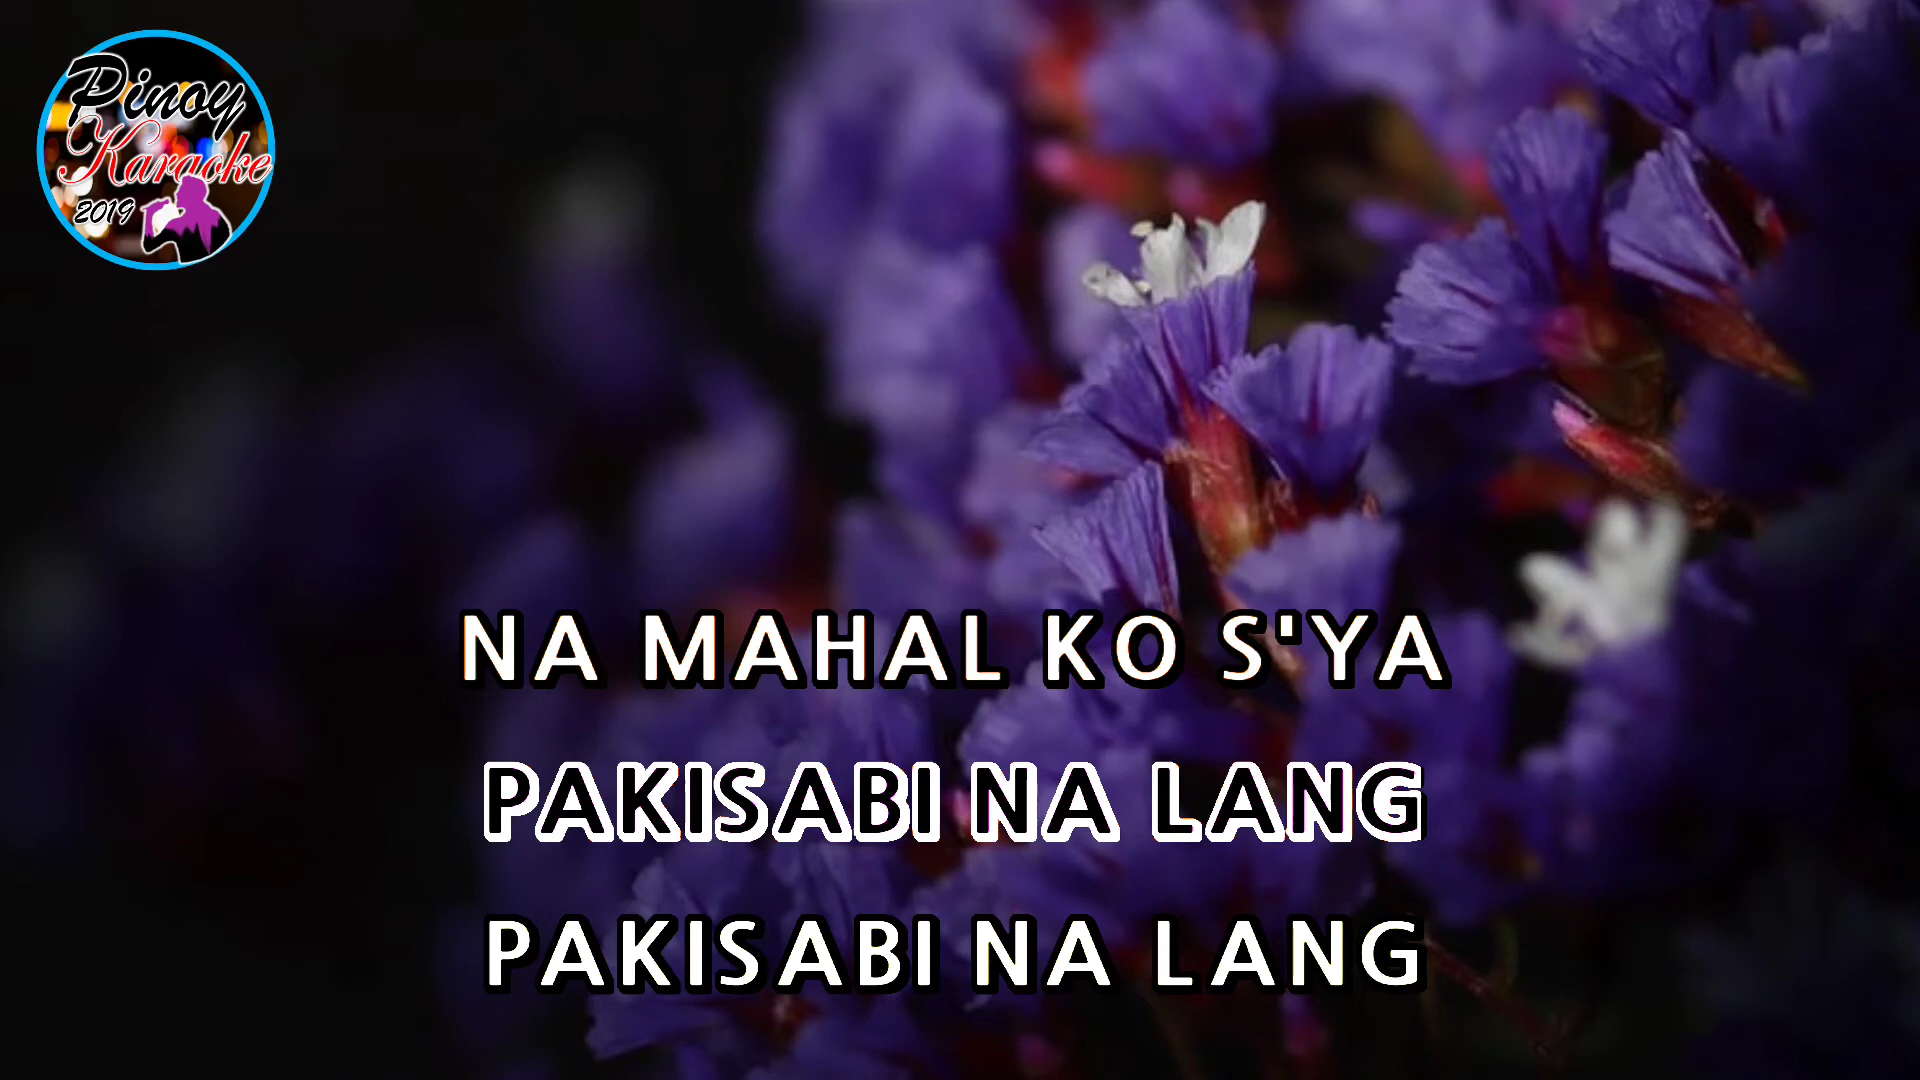 Pinoy
Karaoke
2019
NA MAHAL KO S'YA
PAKISABI NA LANG
PAKISABI NA LANG